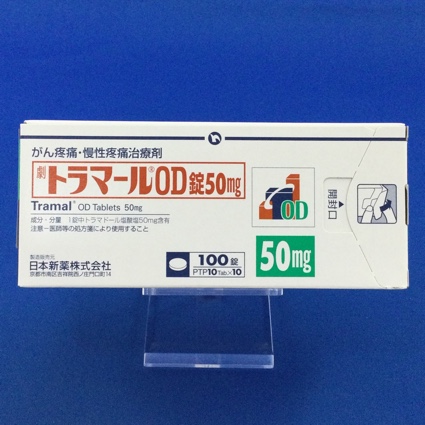 がん疼痛・慢性疼痛治療剤
劇 トラマール®OD錠50mg
Tramal® OD Tablets 50mg
成分・分量 1錠中トラマドール塩酸塩50mg含有
注意－医師等の処方箋により使用すること
OD
開封口
50mg
製造販売元
日本新薬株式会社
京都市南区吉祥院西ノ庄門口町14
100錠
PTP10Tab.×10